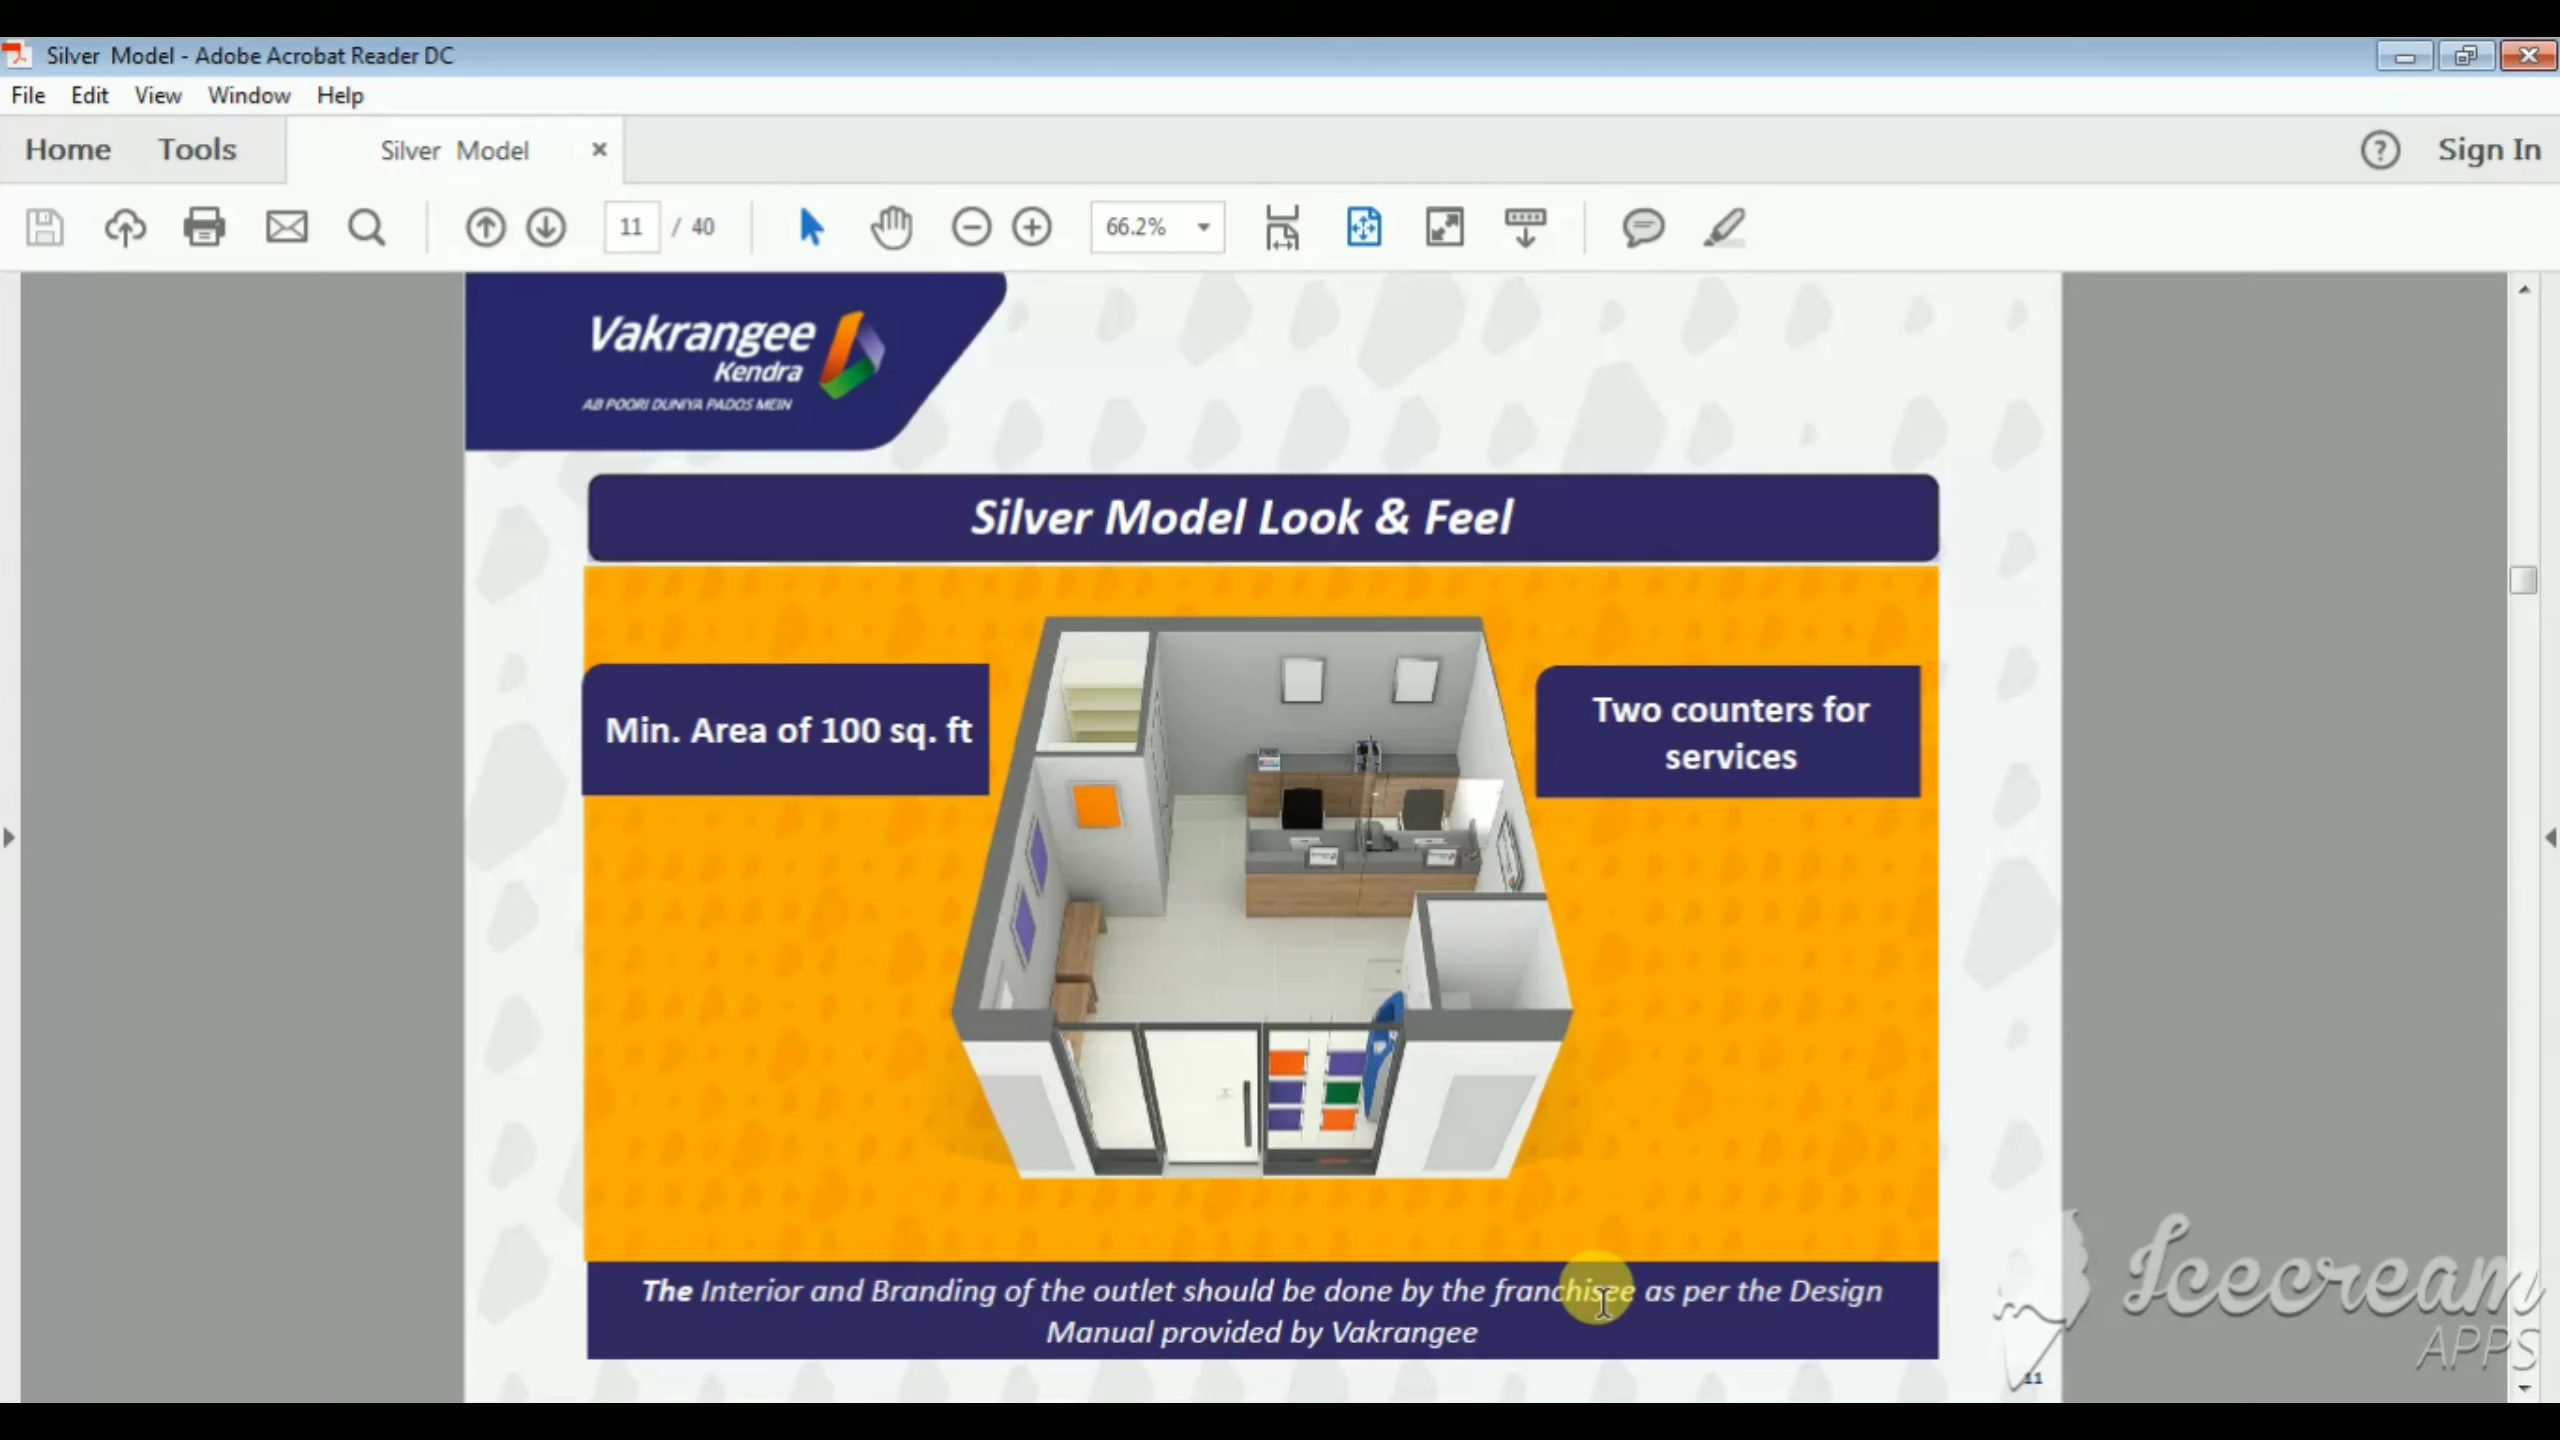 Silver Model - Adobe Acrobat Reader DC
File Edit View Window Help
Home Tools Silver Model Sign In
11 / 40 66.2%
Vakrangee
Kendra
AB POORI DUNIYA PADOS MEIN
Silver Model Look & Feel
Min. Area of 100 sq. ft
Two counters for
services
The Interior and Branding of the outlet should be done by the franchisee as per the Design
Manual provided by Vakrangee
Icecream
APPS
11